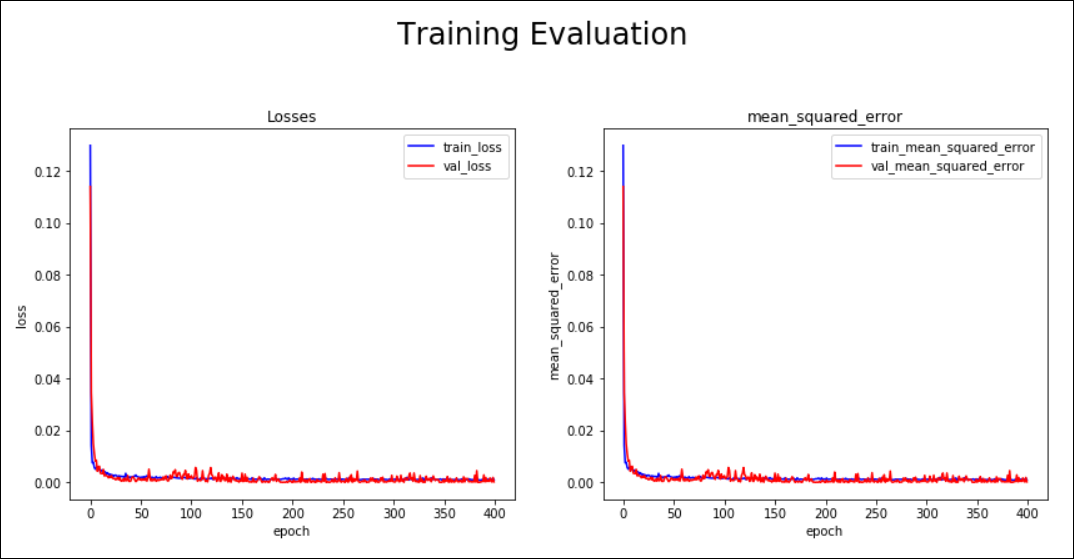 Training Evaluation
Losses
train_loss
val_loss
0.12
0.10
0.08
0.06
0.04
0.02
0.00
loss
0 50 100 150 200 250 300 350 400
epoch
mean_squared_error
train_mean_squared_error
val_mean_squared_error
0.12
0.10
0.08
0.06
0.04
0.02
0.00
mean_squared_error
0 50 100 150 200 250 300 350 400
epoch